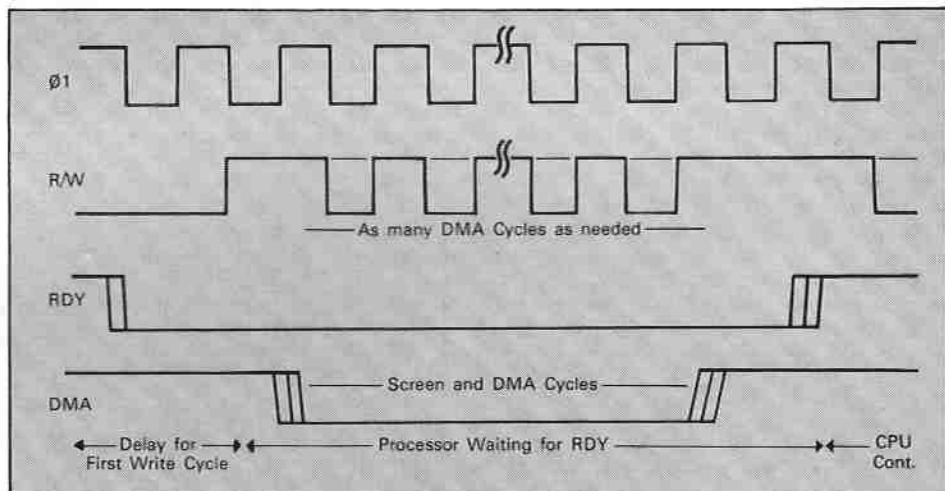 Ø1
R/W
As many DMA Cycles as needed
RDY
Screen and DMA Cycles
DMA
Delay for
First Write Cycle
Processor Waiting for RDY
CPU
Cont.